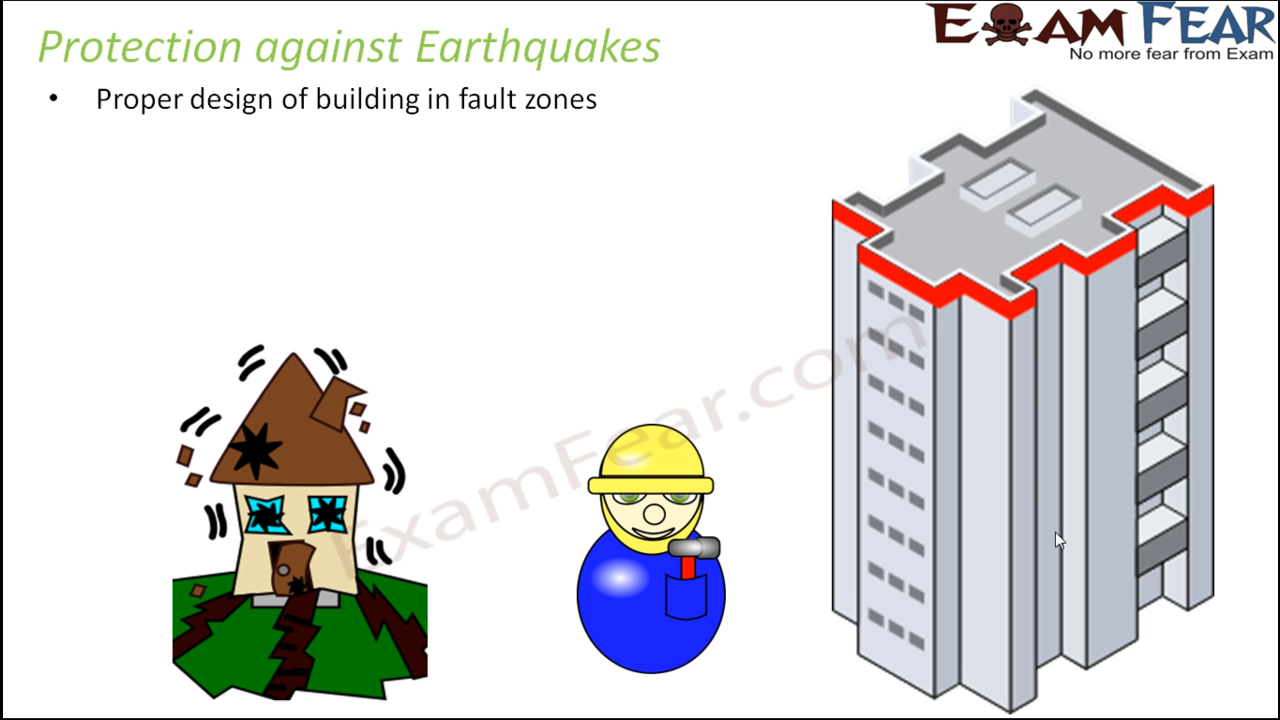 Protection against Earthquakes
EXAM FEAR
No more fear from Exam
• Proper design of building in fault zones
ExamFear.com